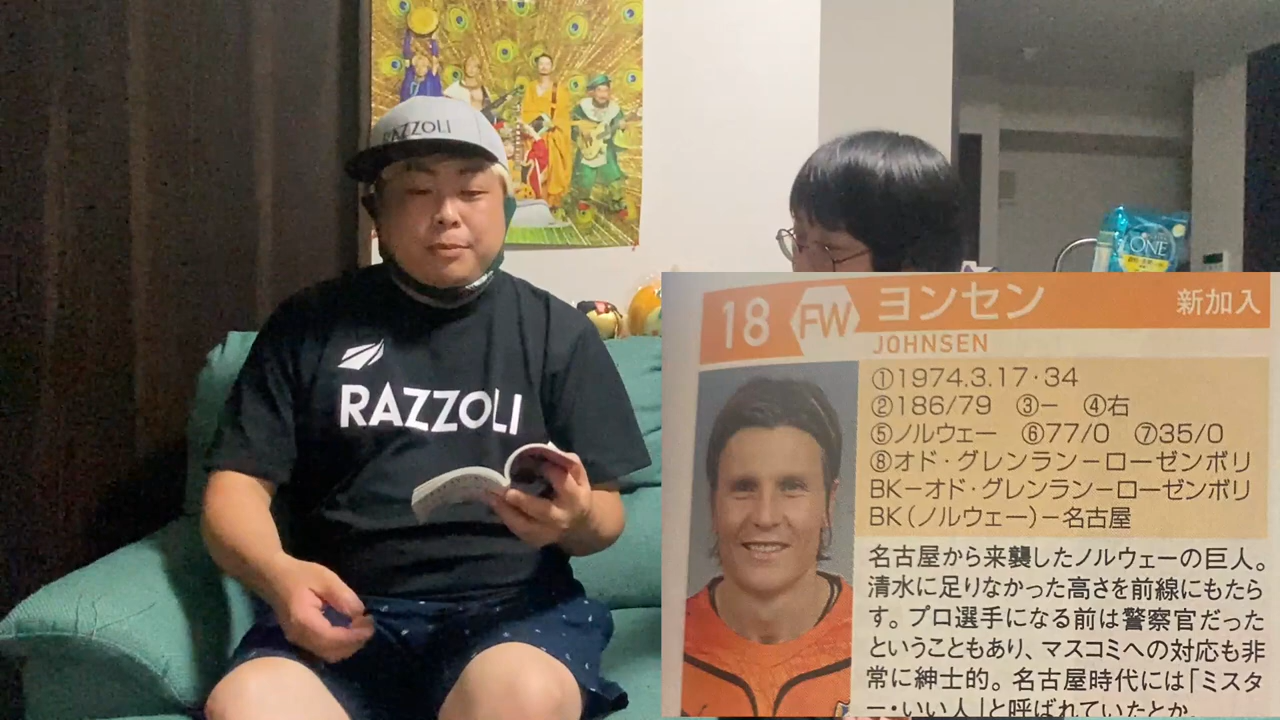 RAZZOLI
RAZZOLI
ONE
18 FW ヨンセン 新加入
JOHNSEN
①1974.3.17・34
②186/79 ③− ④右
⑤ノルウェー ⑥77/0 ⑦35/0
⑧オド・グレンラン−ローゼンボリ
BK−オド・グレンラン−ローゼンボリ
BK(ノルウェー)−名古屋
名古屋から来襲したノルウェーの巨人。
清水に足りなかった高さを前線にもたら
す。プロ選手になる前は警察官だった
ということもあり、マスコミへの対応も非
常に紳士的。名古屋時代には「ミスタ
ー・いい人」と呼ばれていたとか。